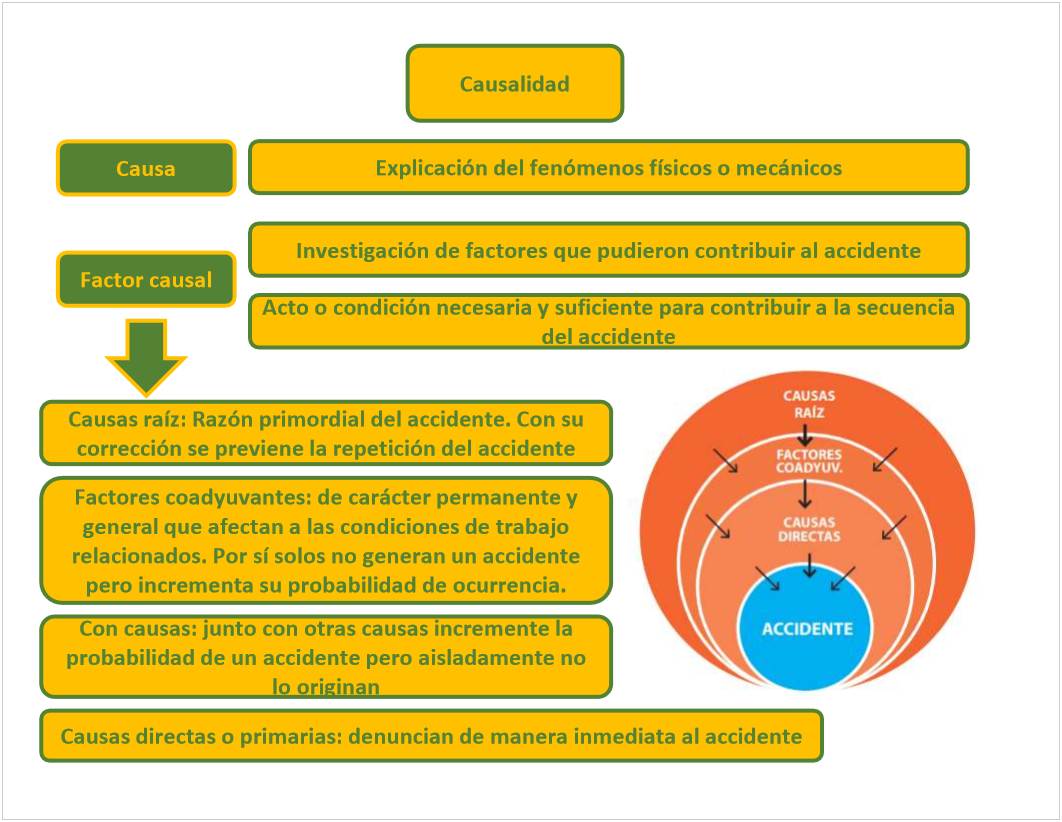 Causalidad
Causa
Explicación del fenómenos físicos o mecánicos
Investigación de factores que pudieron contribuir al accidente
Factor causal
Acto o condición necesaria y suficiente para contribuir a la secuencia
del accidente
Causas raíz: Razón primordial del accidente. Con su
corrección se previene la repetición del accidente
Factores coadyuvantes: de carácter permanente y
general que afectan a las condiciones de trabajo
relacionados. Por sí solos no generan un accidente
pero incrementa su probabilidad de ocurrencia.
Con causas: junto con otras causas incremente la
probabilidad de un accidente pero aisladamente no
lo originan
Causas directas o primarias: denuncian de manera inmediata al accidente
CAUSAS
RAÍZ
FACTORES
COADYUV.
CAUSAS
DIRECTAS
ACCIDENTE